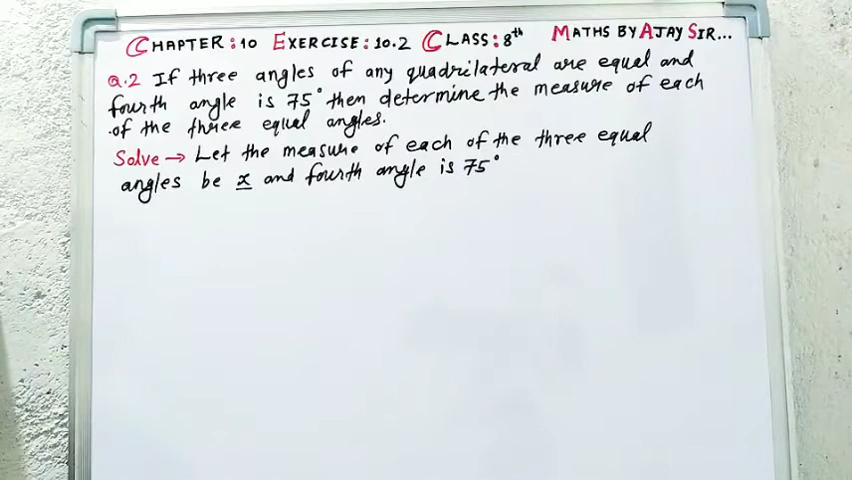 CHAPTER:10 EXERCISE:10.2 CLASS:8th MATHS BY AJAY SIR...
Q.2 If three angles of any quadrilateral are equal and
fourth angle is 75° then determine the measure of each
of the three equal angles.
Solve → Let the measure of each of the three equal
angles be x and fourth angle is 75°